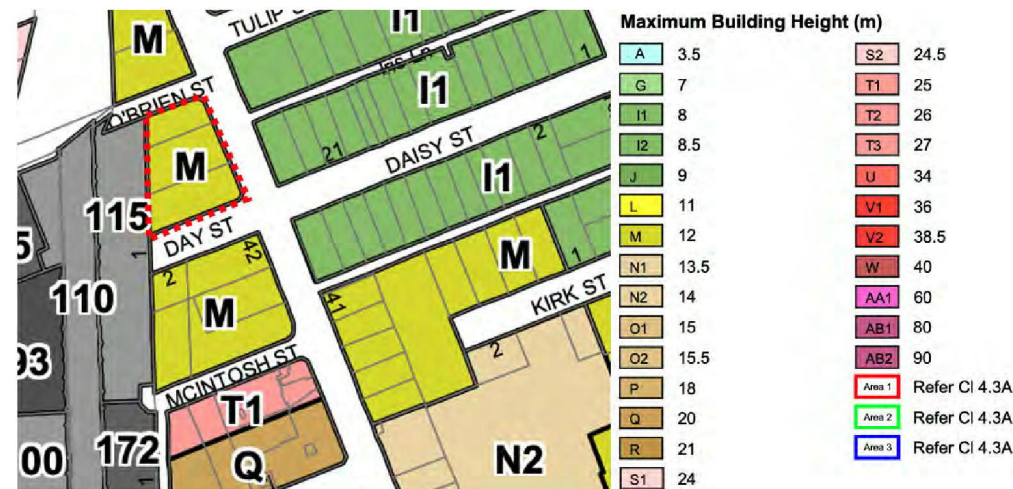 Maximum Building Height (m)
A 3.5
G 7
I1 8
I2 8.5
J 9
L 11
M 12
N1 13.5
N2 14
O1 15
O2 15.5
P 18
Q 20
R 21
S1 24
S2 24.5
T1 25
T2 26
T3 27
U 34
V1 36
V2 38.5
W 40
AA1 60
AB1 80
AB2 90
Area 1 Refer Cl 4.3A
Area 2 Refer Cl 4.3A
Area 3 Refer Cl 4.3A
M
TULIP
I1
O'BRIEN ST
I1
1
21
DAISY ST
2
M
I1
115
DAY ST
1
42
2
M
1
110
M
41
KIRK ST
2
93
MCINTOSH ST
T1
172
00
1
Q
N2